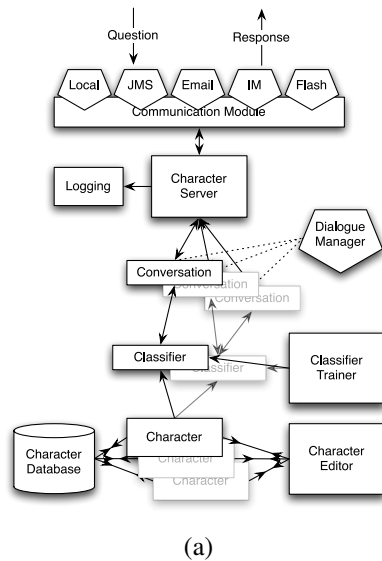 Question
Response
Local
JMS
Email
IM
Flash
Communication Module
Logging
Character
Server
Dialogue
Manager
Conversation
Conversation
Conversation
Classifier
Classifier
Classifier
Trainer
Character
Character
Character
Character
Database
Character
Editor
(a)